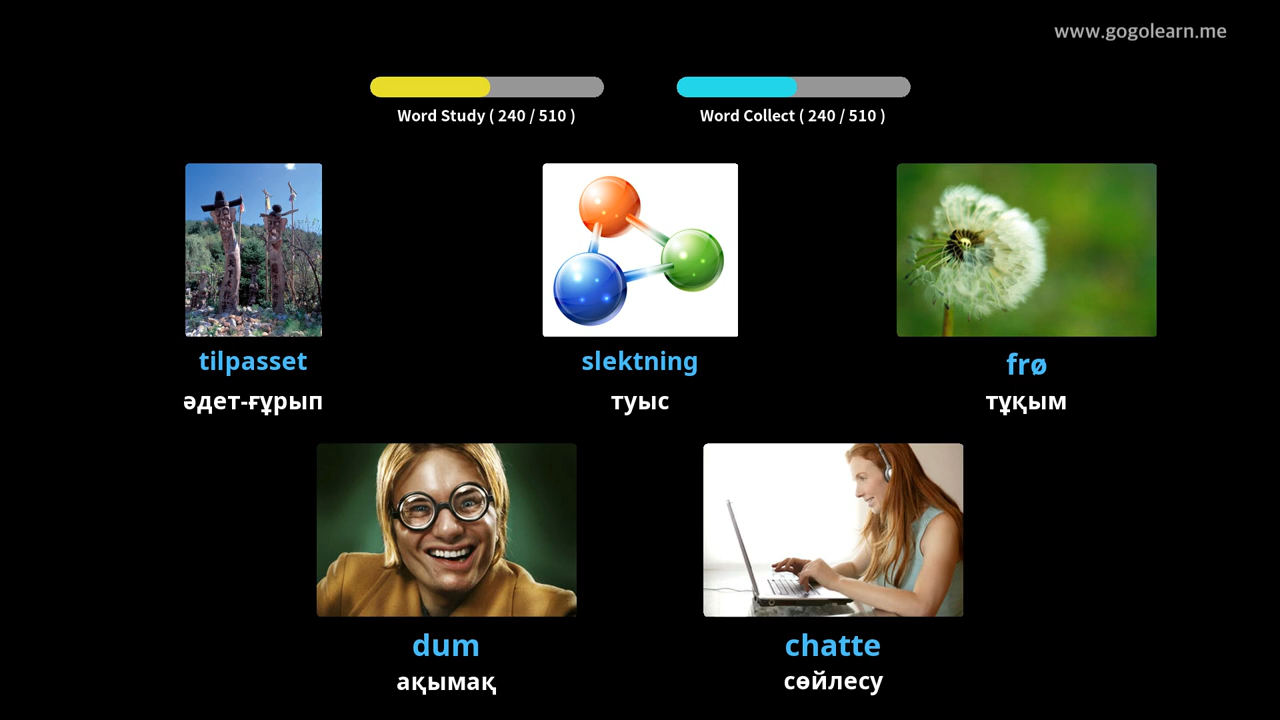 www.gogolearn.me
Word Study ( 240 / 510 )
Word Collect ( 240 / 510 )
tilpasset
slektning
frø
әдет-ғұрып
туыс
тұқым
dum
chatte
ақымақ
сөйлесу